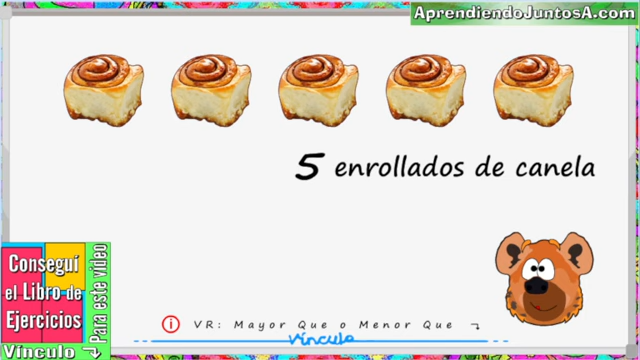 AprendiendoJuntosA.com
5 enrollados de canela
Conseguí
el Libro de
Ejercicios
Vínculo
Para este video
VR: Mayor Que o Menor Que
Vínculo